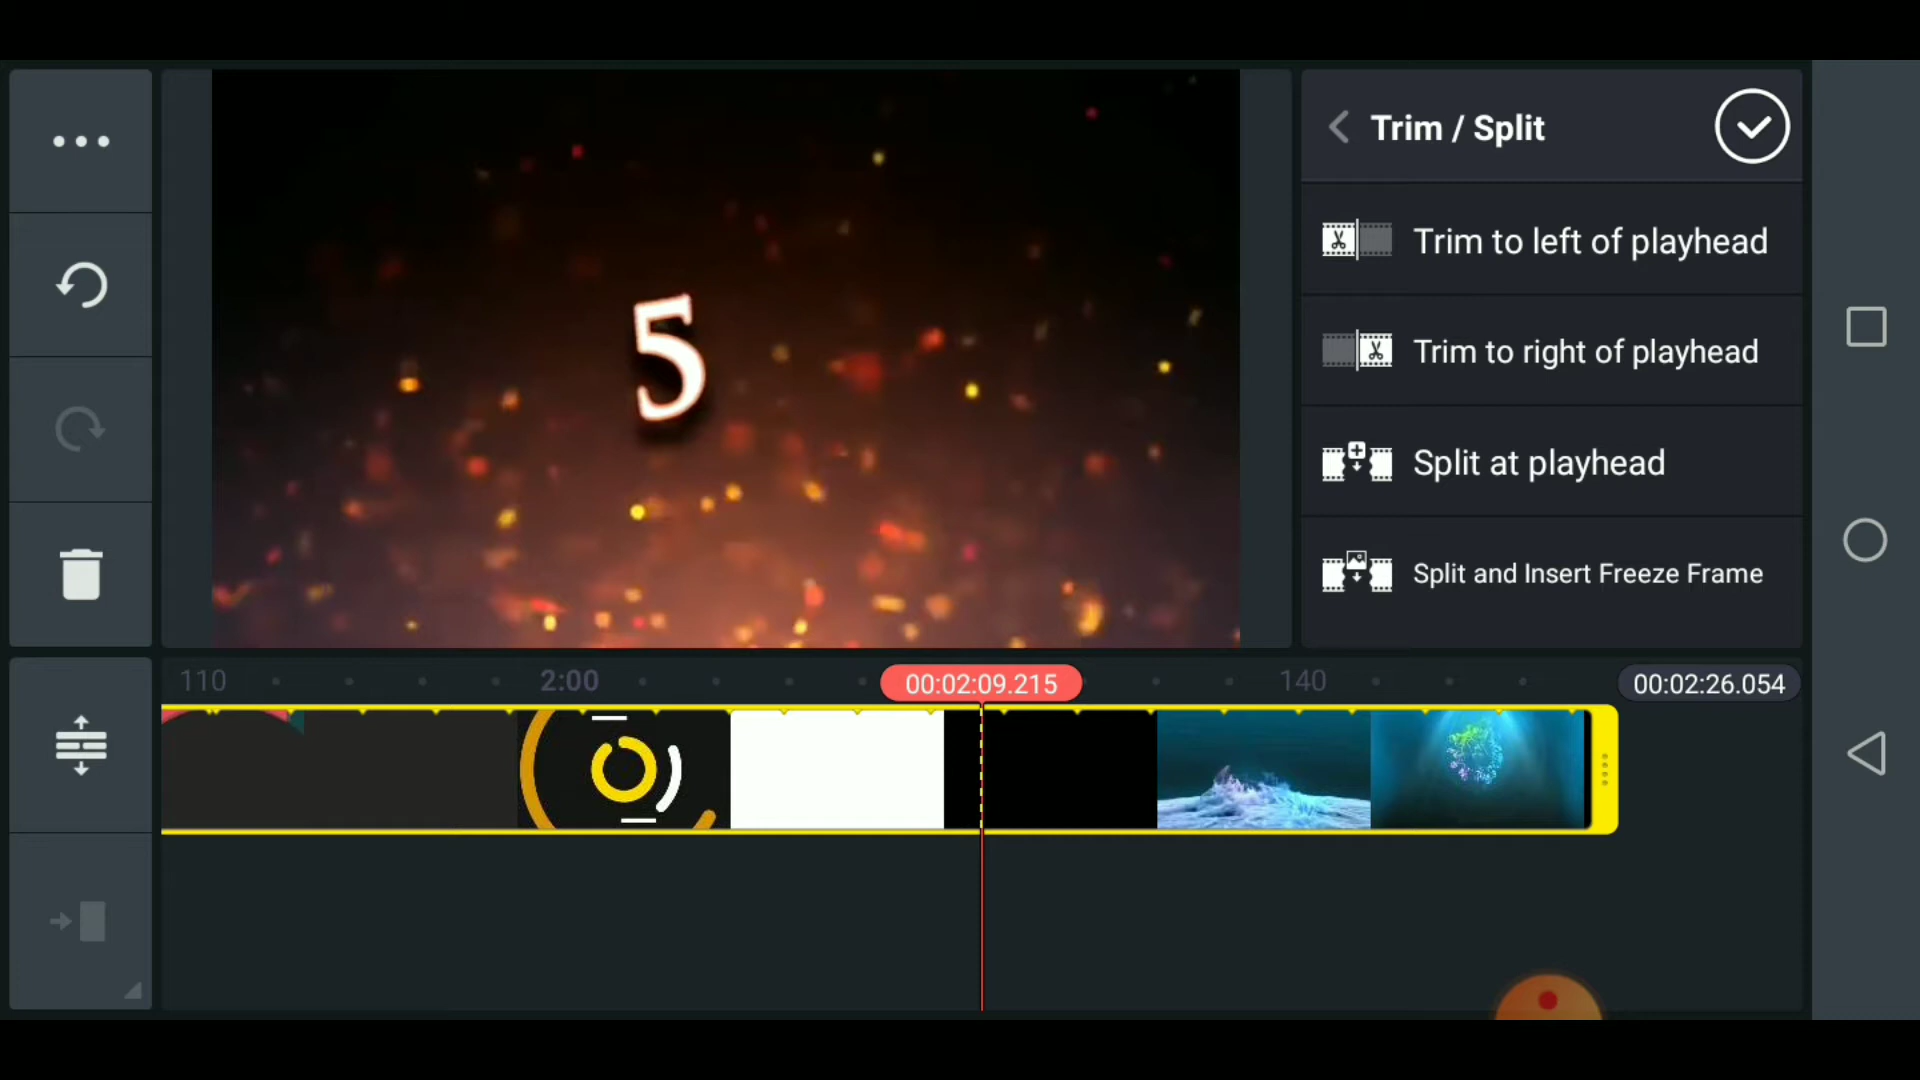 Trim / Split
Trim to left of playhead
Trim to right of playhead
Split at playhead
Split and Insert Freeze Frame
5
110
2:00
00:02:09.215
140
00:02:26.054